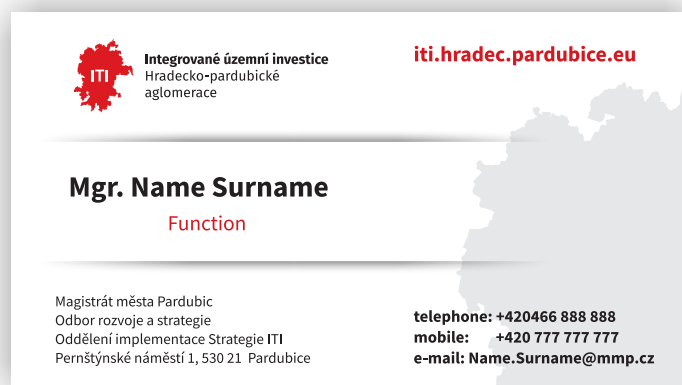 ITI
Integrované územní investice
Hradecko-pardubické
aglomerace
iti.hradec.pardubice.eu
Mgr. Name Surname
Function
Magistrát města Pardubic
Odbor rozvoje a strategie
Oddělení implementace Strategie ITI
Pernštýnské náměstí 1, 530 21 Pardubice
telephone: +420466 888 888
mobile: +420 777 777 777
e-mail: Name.Surname@mmp.cz